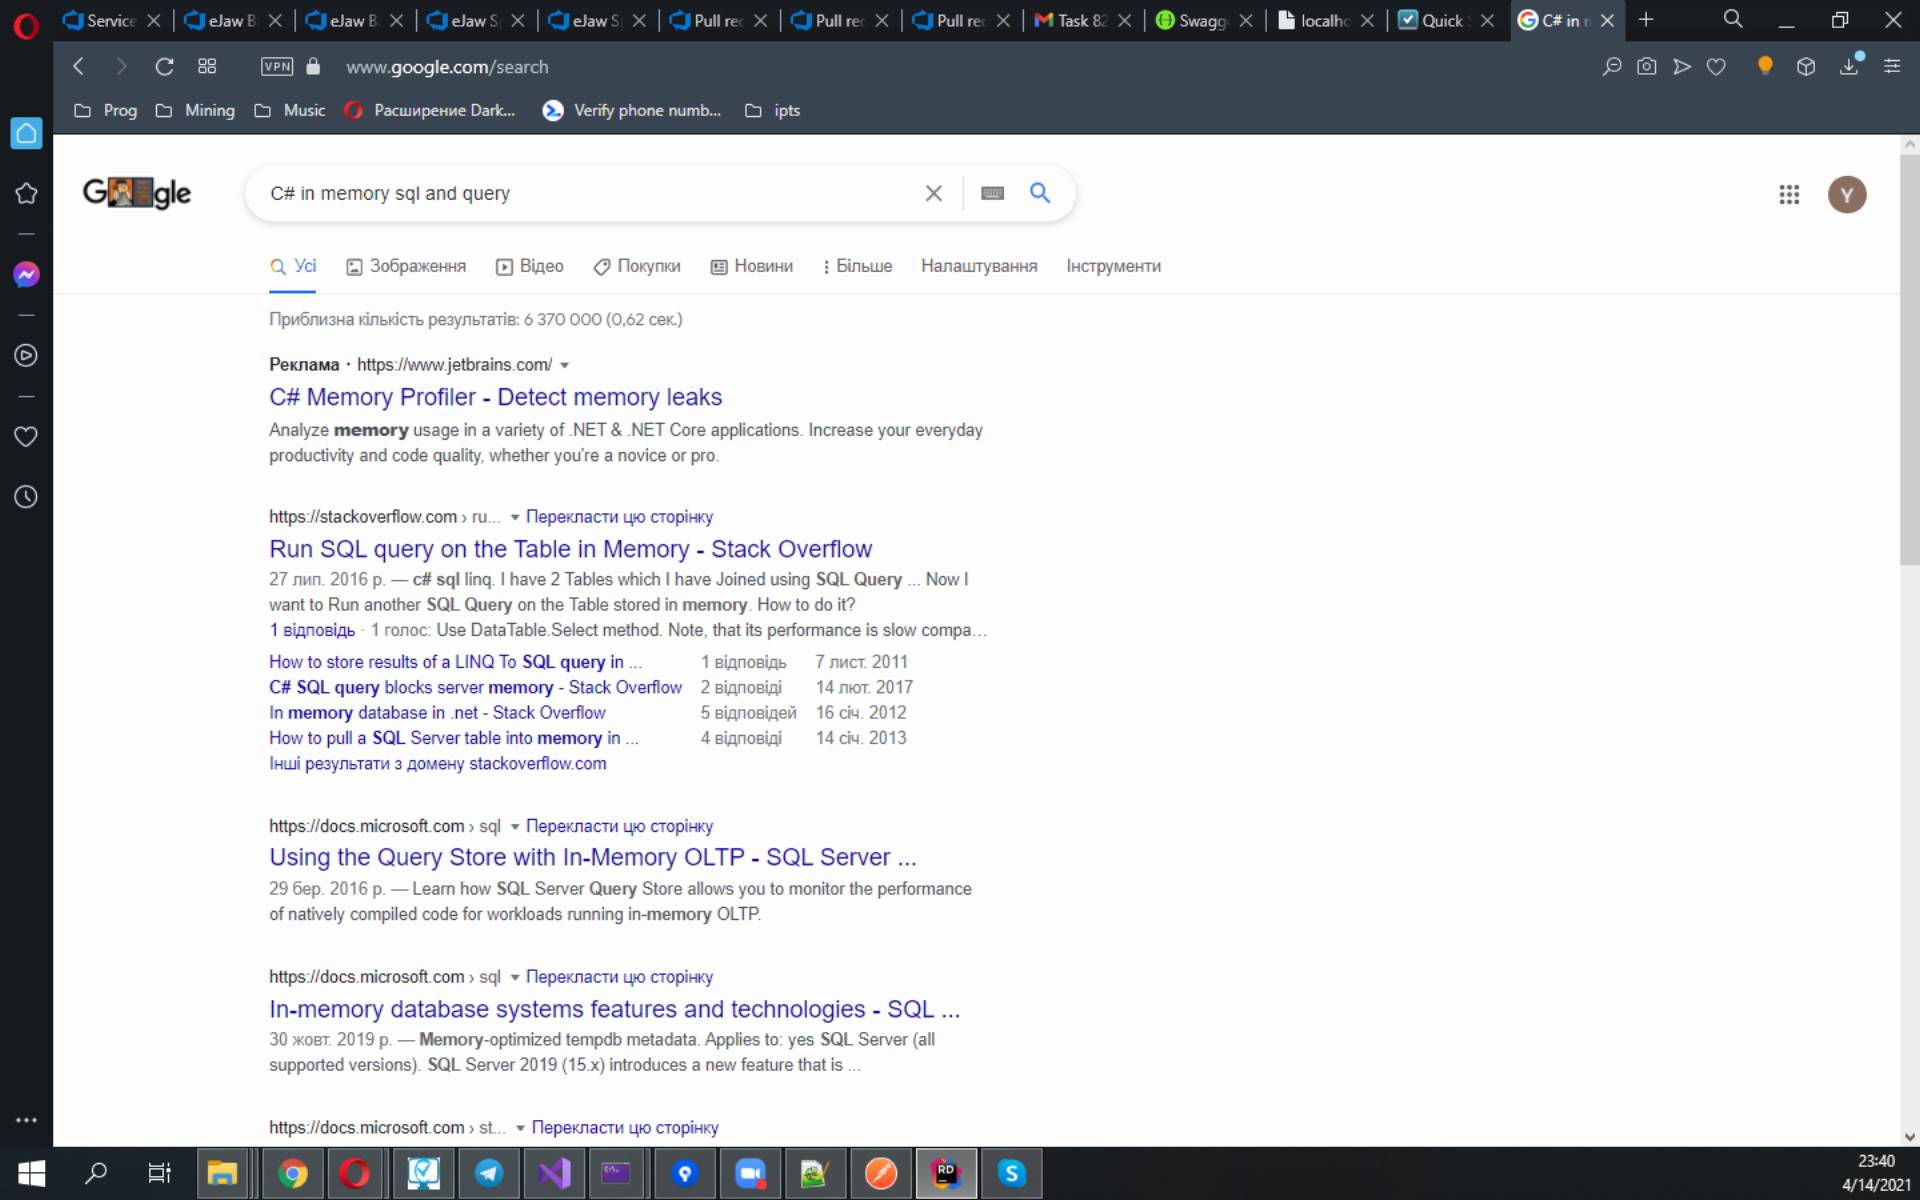 Service
eJaw B
eJaw B
eJaw S
eJaw S
Pull rec
Pull rec
Pull rec
Task 82
Swagg
localho
Quick
C# in
VPN
www.google.com/search
Prog
Mining
Music
Расширение Dark...
Verify phone numb...
ipts
G gle
C# in memory sql and query
Y
Усі
Зображення
Відео
Покупки
Новини
Більше
Налаштування
Інструменти
Приблизна кількість результатів: 6 370 000 (0,62 сек.)
Реклама · https://www.jetbrains.com/
C# Memory Profiler - Detect memory leaks
Analyze memory usage in a variety of .NET & .NET Core applications. Increase your everyday
productivity and code quality, whether you're a novice or pro.
https://stackoverflow.com › ru... Перекласти цю сторінку
Run SQL query on the Table in Memory - Stack Overflow
27 лип. 2016 р. — c# sql linq. I have 2 Tables which I have Joined using SQL Query ... Now I
want to Run another SQL Query on the Table stored in memory. How to do it?
1 відповідь · 1 голос: Use DataTable.Select method. Note, that its performance is slow compa...
How to store results of a LINQ To SQL query in ... 1 відповідь 7 лист. 2011
C# SQL query blocks server memory - Stack Overflow 2 відповіді 14 лют. 2017
In memory database in .net - Stack Overflow 5 відповідей 16 січ. 2012
How to pull a SQL Server table into memory in ... 4 відповіді 14 січ. 2013
Інші результати з домену stackoverflow.com
https://docs.microsoft.com › sql Перекласти цю сторінку
Using the Query Store with In-Memory OLTP - SQL Server ...
29 бер. 2016 р. — Learn how SQL Server Query Store allows you to monitor the performance
of natively compiled code for workloads running in-memory OLTP.
https://docs.microsoft.com › sql Перекласти цю сторінку
In-memory database systems features and technologies - SQL ...
30 жовт. 2019 р. — Memory-optimized tempdb metadata. Applies to: yes SQL Server (all
supported versions). SQL Server 2019 (15.x) introduces a new feature that is ...
https://docs.microsoft.com › st... Перекласти цю сторінку
RD
S
23:40
4/14/2021